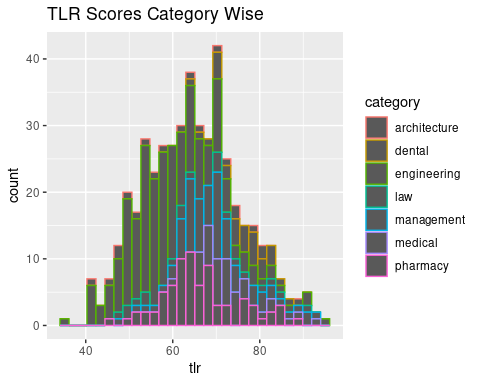 TLR Scores Category Wise
40
30
20
10
0
count
40 60 80
tlr
category
architecture
dental
engineering
law
management
medical
pharmacy